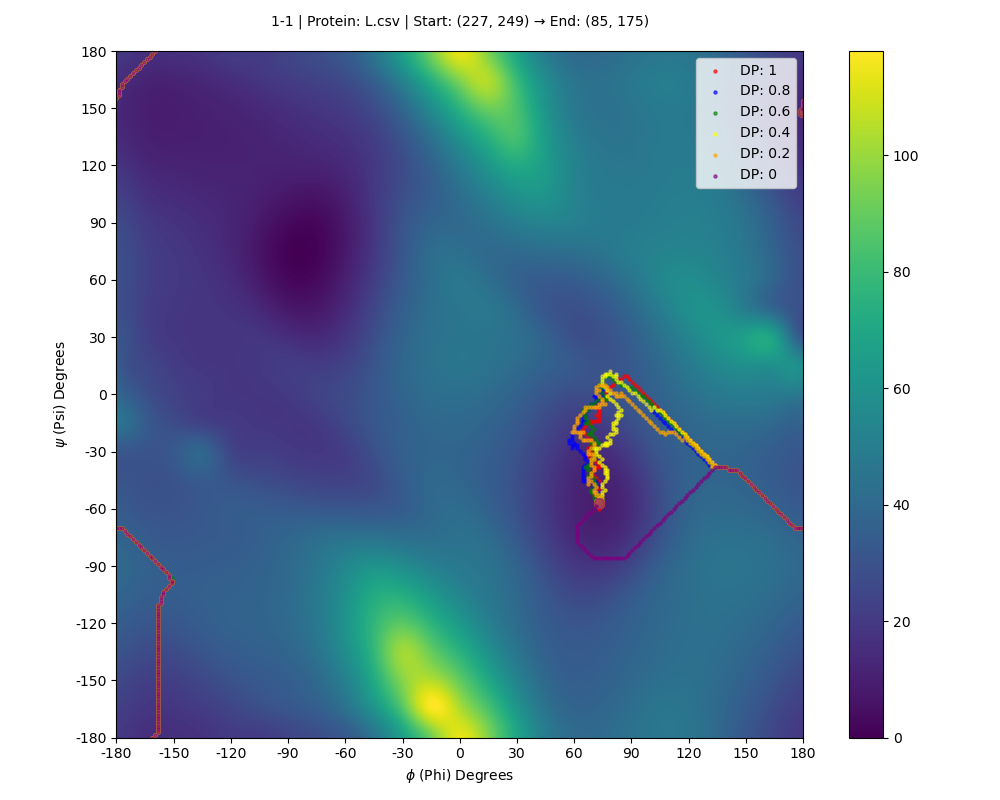 1-1 | Protein: L.csv | Start: (227, 249) → End: (85, 175)
180
150
120
90
60
30
0
-30
-60
-90
-120
-150
-180
ψ (Psi) Degrees
-180 -150 -120 -90 -60 -30 0 30 60 90 120 150 180
ϕ (Phi) Degrees
DP: 1
DP: 0.8
DP: 0.6
DP: 0.4
DP: 0.2
DP: 0
100
80
60
40
20
0